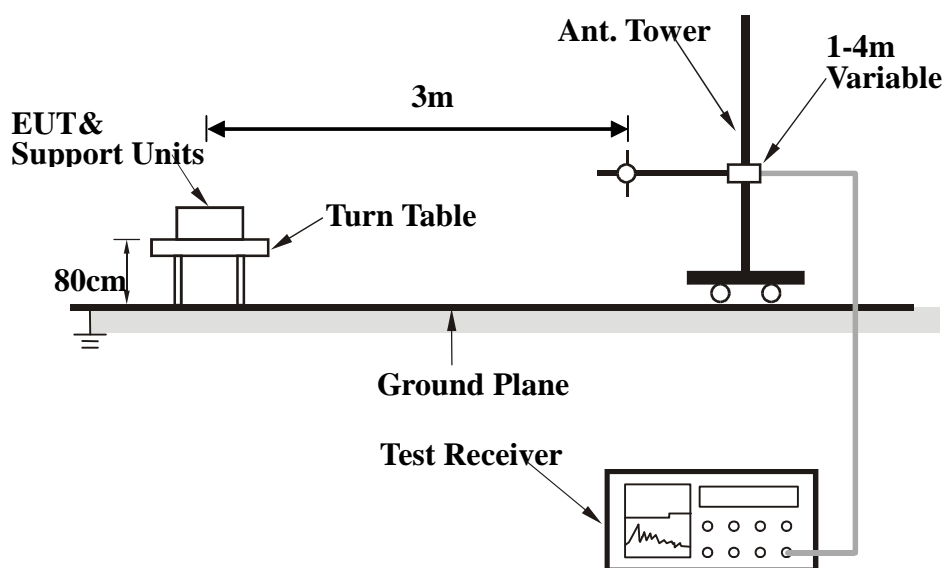 Ant. Tower
1-4m
Variable
3m
EUT&
Support Units
Turn Table
80cm
Ground Plane
Test Receiver